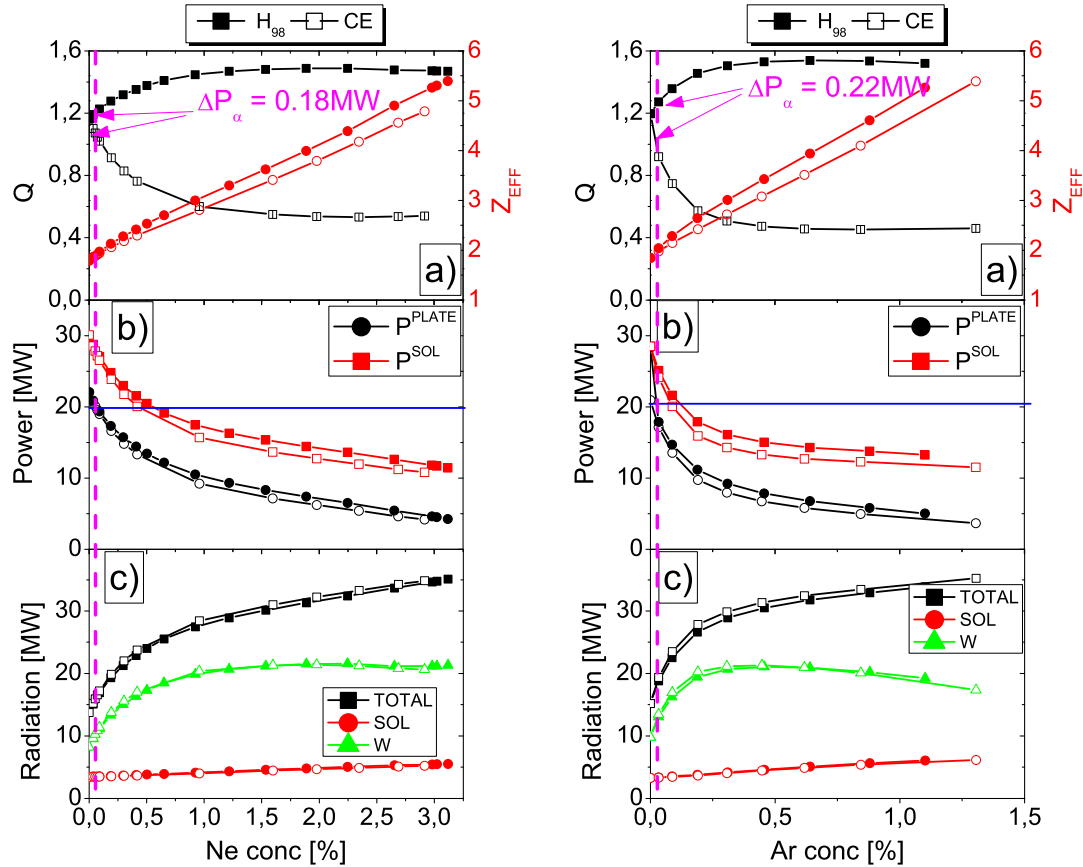 H98 CE
H98 CE
1,6
1,2
0,8
0,4
0,0
Q
ΔPα = 0.18MW
a)
6
5
4
3
2
1
ZEFF
1,6
1,2
0,8
0,4
0,0
Q
ΔPα = 0.22MW
a)
6
5
4
3
2
1
ZEFF
30
20
10
0
Power [MW]
b)
PPLATE
PSOL
30
20
10
0
Power [MW]
b)
PPLATE
PSOL
30
20
10
0
Radiation [MW]
c)
TOTAL
SOL
W
0,0 0,5 1,0 1,5 2,0 2,5 3,0
Ne conc [%]
30
20
10
0
Radiation [MW]
c)
TOTAL
SOL
W
0,0 0,5 1,0 1,5
Ar conc [%]